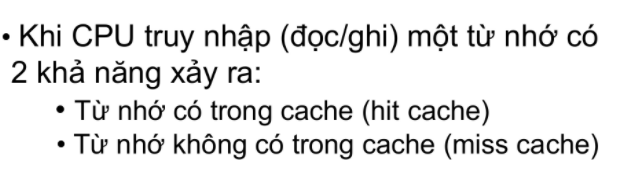 • Khi CPU truy nhập (đọc/ghi) một từ nhớ có
2 khả năng xảy ra:
• Từ nhớ có trong cache (hit cache)
• Từ nhớ không có trong cache (miss cache)